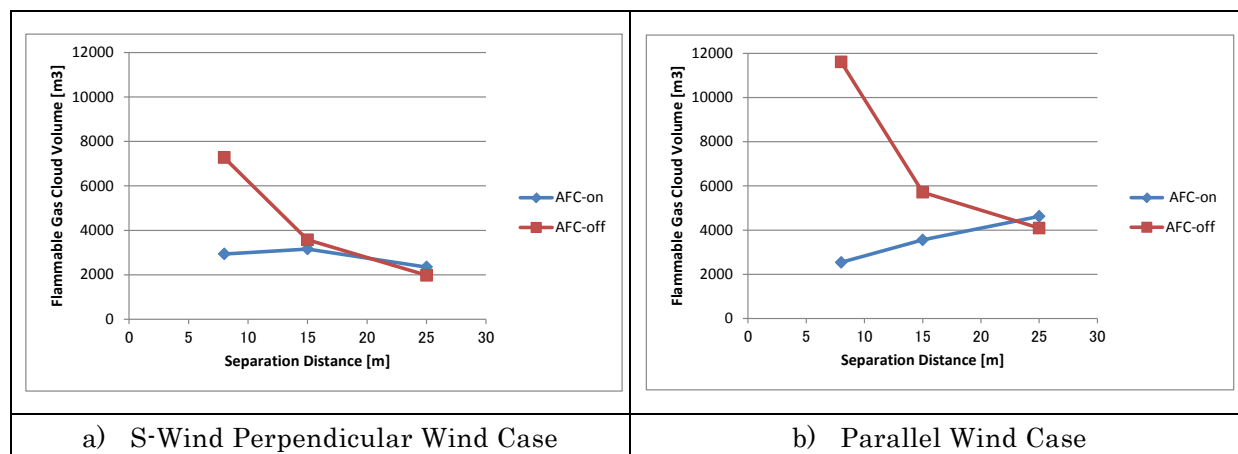 12000
10000
8000
6000
4000
2000
0
Flammable Gas Cloud Volume [m3]
0 5 10 15 20 25 30
Separation Distance [m]
AFC-on
AFC-off
12000
10000
8000
6000
4000
2000
0
Flammable Gas Cloud Volume [m3]
0 5 10 15 20 25 30
Separation Distance [m]
AFC-on
AFC-off
a) S-Wind Perpendicular Wind Case
b) Parallel Wind Case